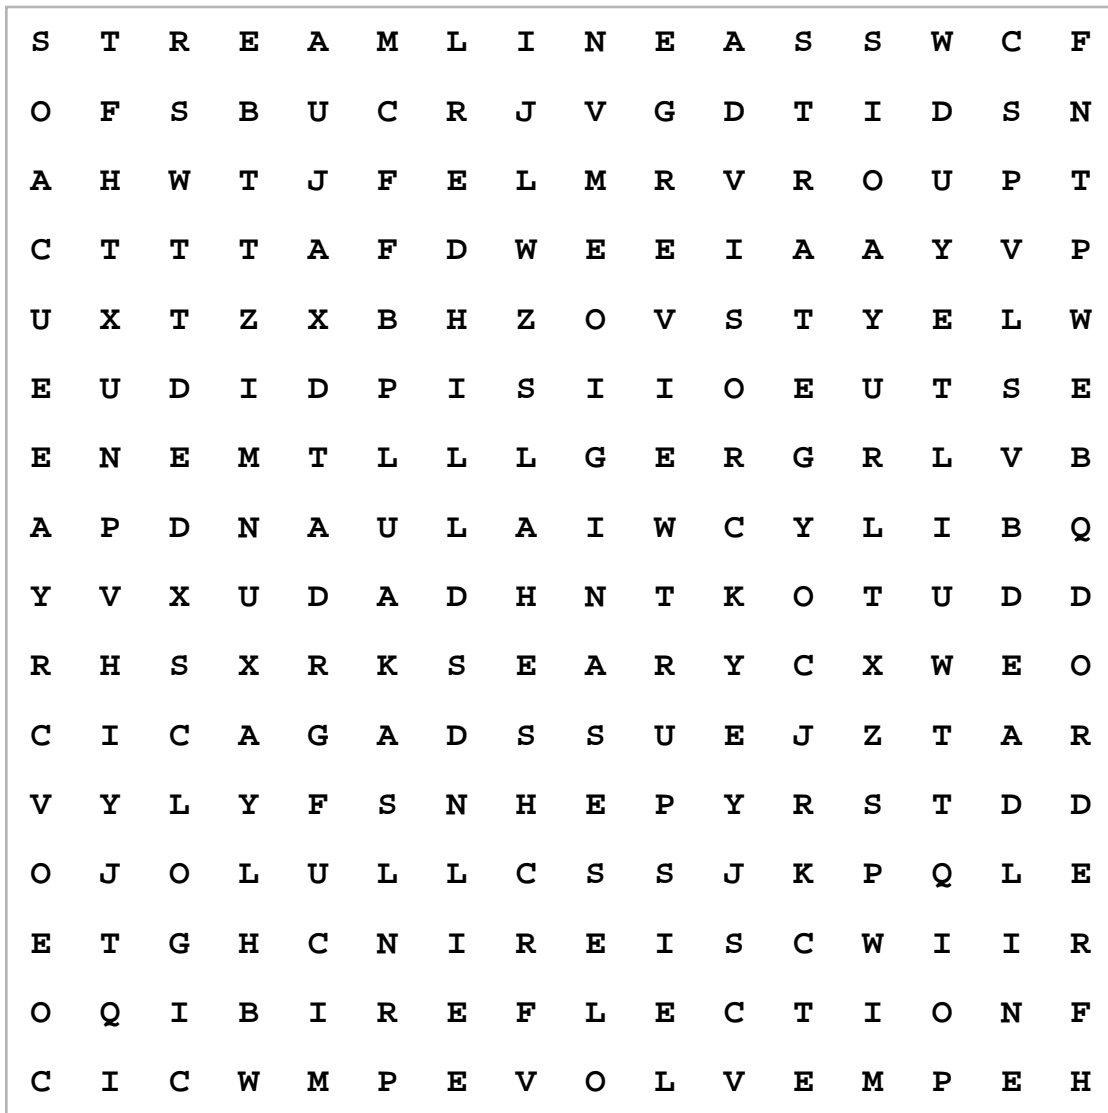 S T R E A M L I N E A S S W C F
O F S B U C R J V G D T I D S N
A H W T J F E L M R V R O U P T
C T T T A F D W E E I A A Y V P
U X T Z X B H Z O V S T Y E L W
E U D I D P I S I I O E U T S E
E N E M T L L L G E R G R L V B
A P D N A U L A I W C Y L I B Q
Y V X U D A D H N T K O T U D D
R H S X R K S E A R Y C X W E O
C I C A G A D S S U E J Z T A R
V Y L Y F S N H E P Y R S T D D
O J O L U L L C S S J K P Q L E
E T G H C N I R E I S C W I I R
O Q I B I R E F L E C T I O N F
C I C W M P E V O L V E M P E H